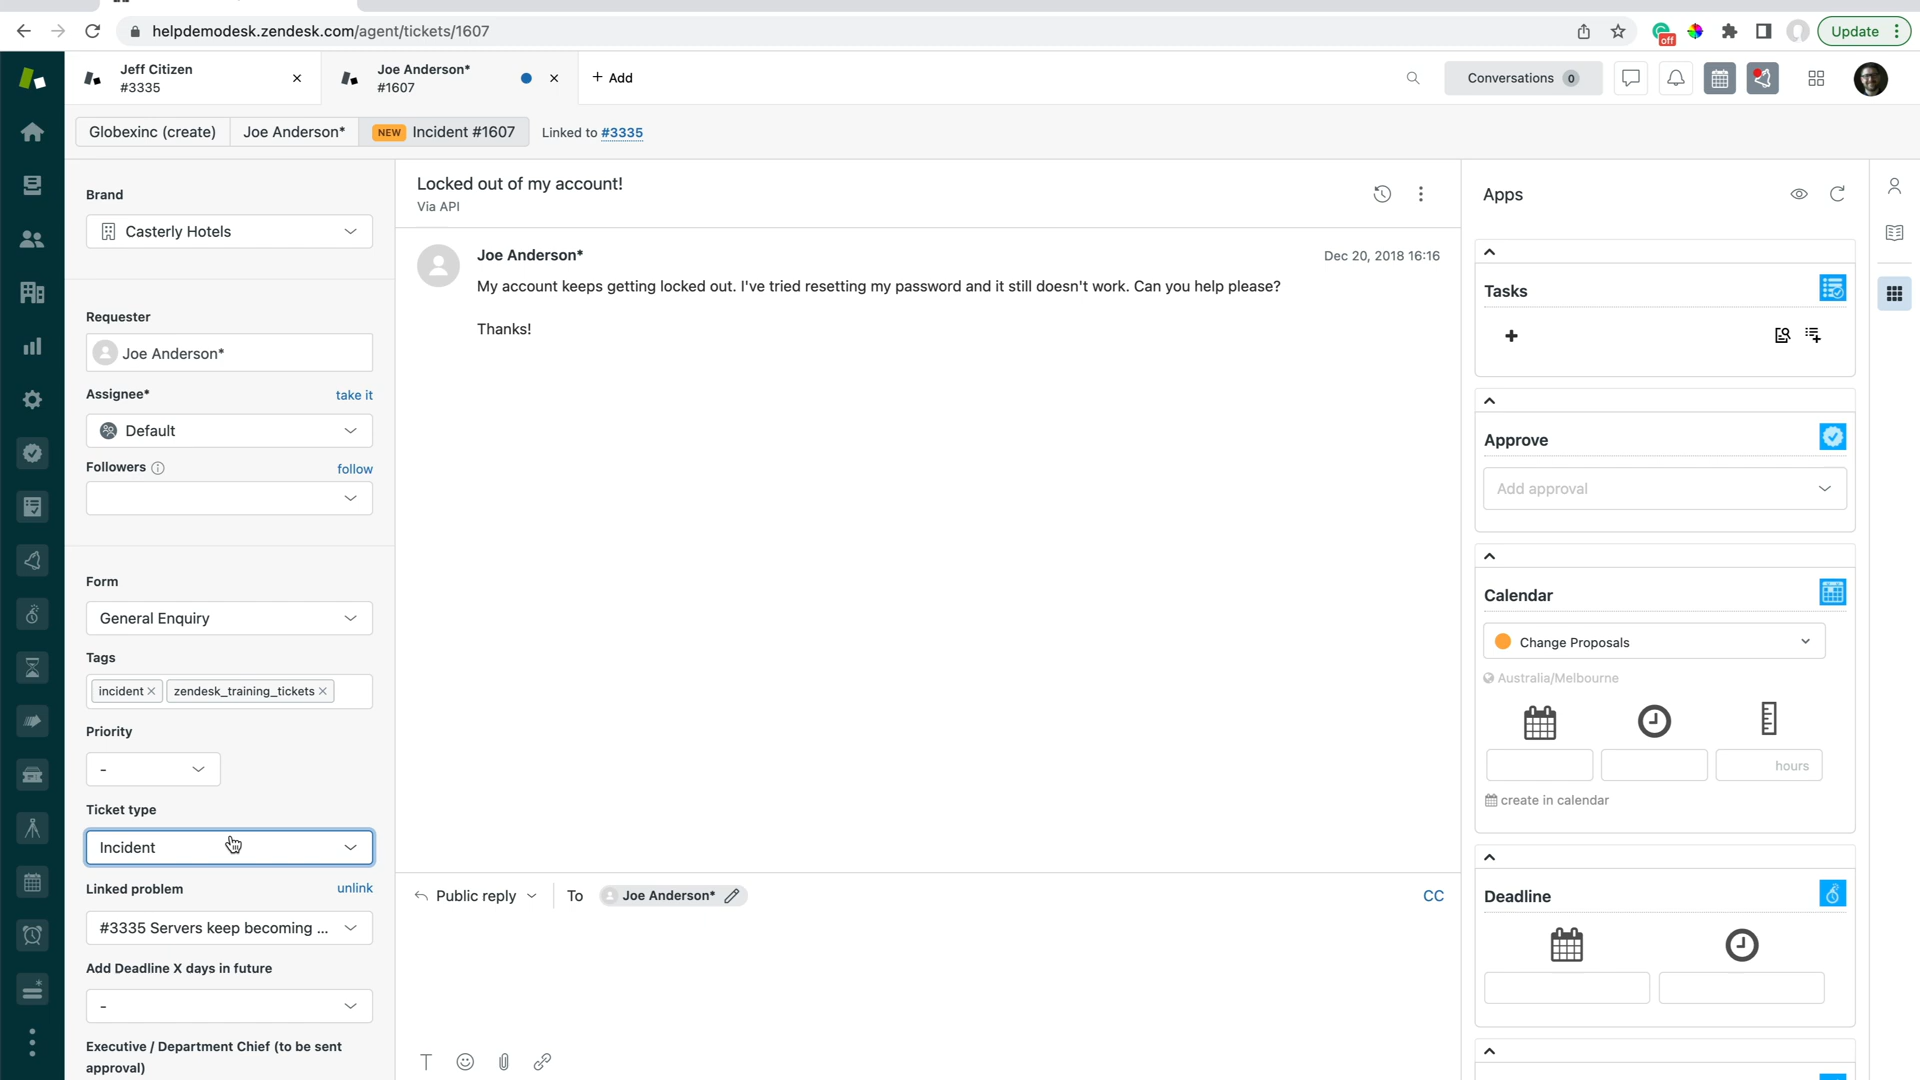 helpdemodesk.zendesk.com/agent/tickets/1607
off
Update
Jeff Citizen
#3335
Joe Anderson*
#1607
+ Add
Conversations 0
Globexinc (create)
Joe Anderson*
NEW Incident #1607
Linked to #3335
Brand
Casterly Hotels
Requester
Joe Anderson*
Assignee*
take it
Default
Followers
follow
Form
General Enquiry
Tags
incident × zendesk_training_tickets ×
Priority
-
Ticket type
Incident
Linked problem
unlink
#3335 Servers keep becoming ...
Add Deadline X days in future
-
Executive / Department Chief (to be sent
approval)
Locked out of my account!
Via API
Joe Anderson*
Dec 20, 2018 16:16
My account keeps getting locked out. I've tried resetting my password and it still doesn't work. Can you help please?
Thanks!
Public reply
To
Joe Anderson*
CC
Apps
Tasks
Approve
Add approval
Calendar
Change Proposals
Australia/Melbourne
hours
create in calendar
Deadline